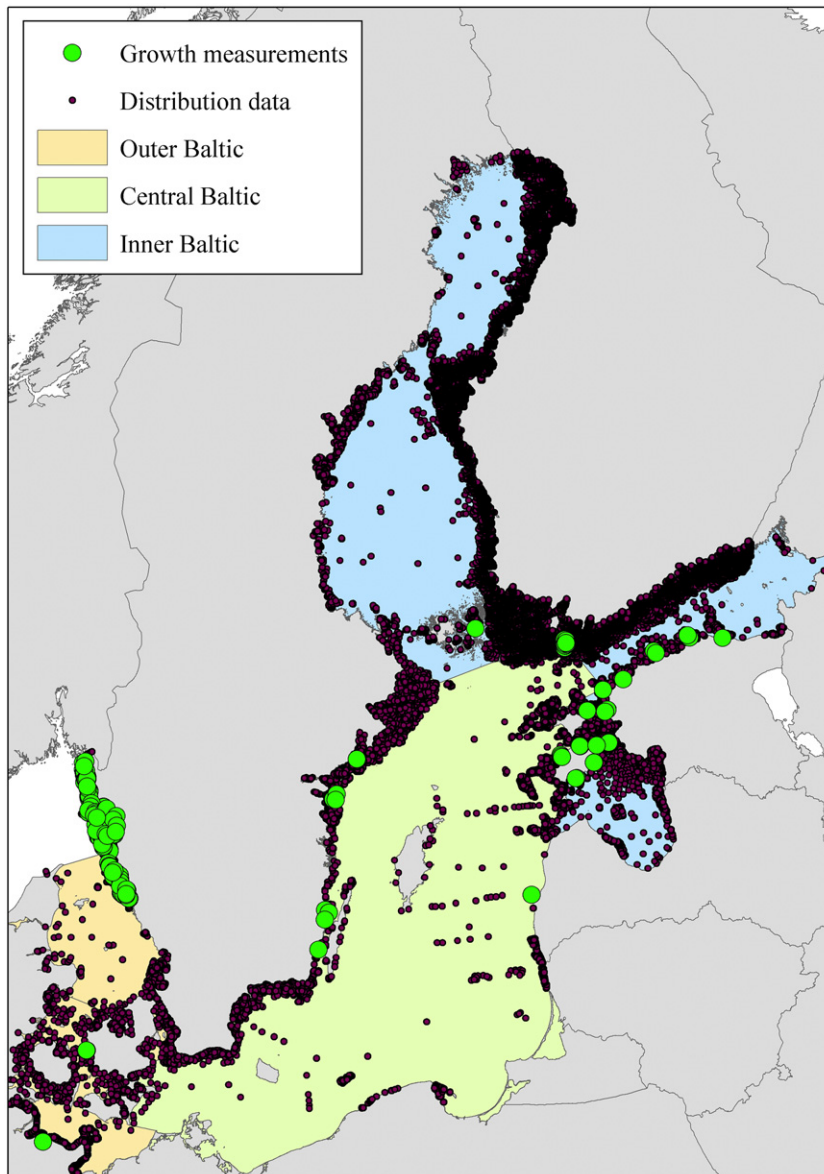 Growth measurements
Distribution data
Outer Baltic
Central Baltic
Inner Baltic